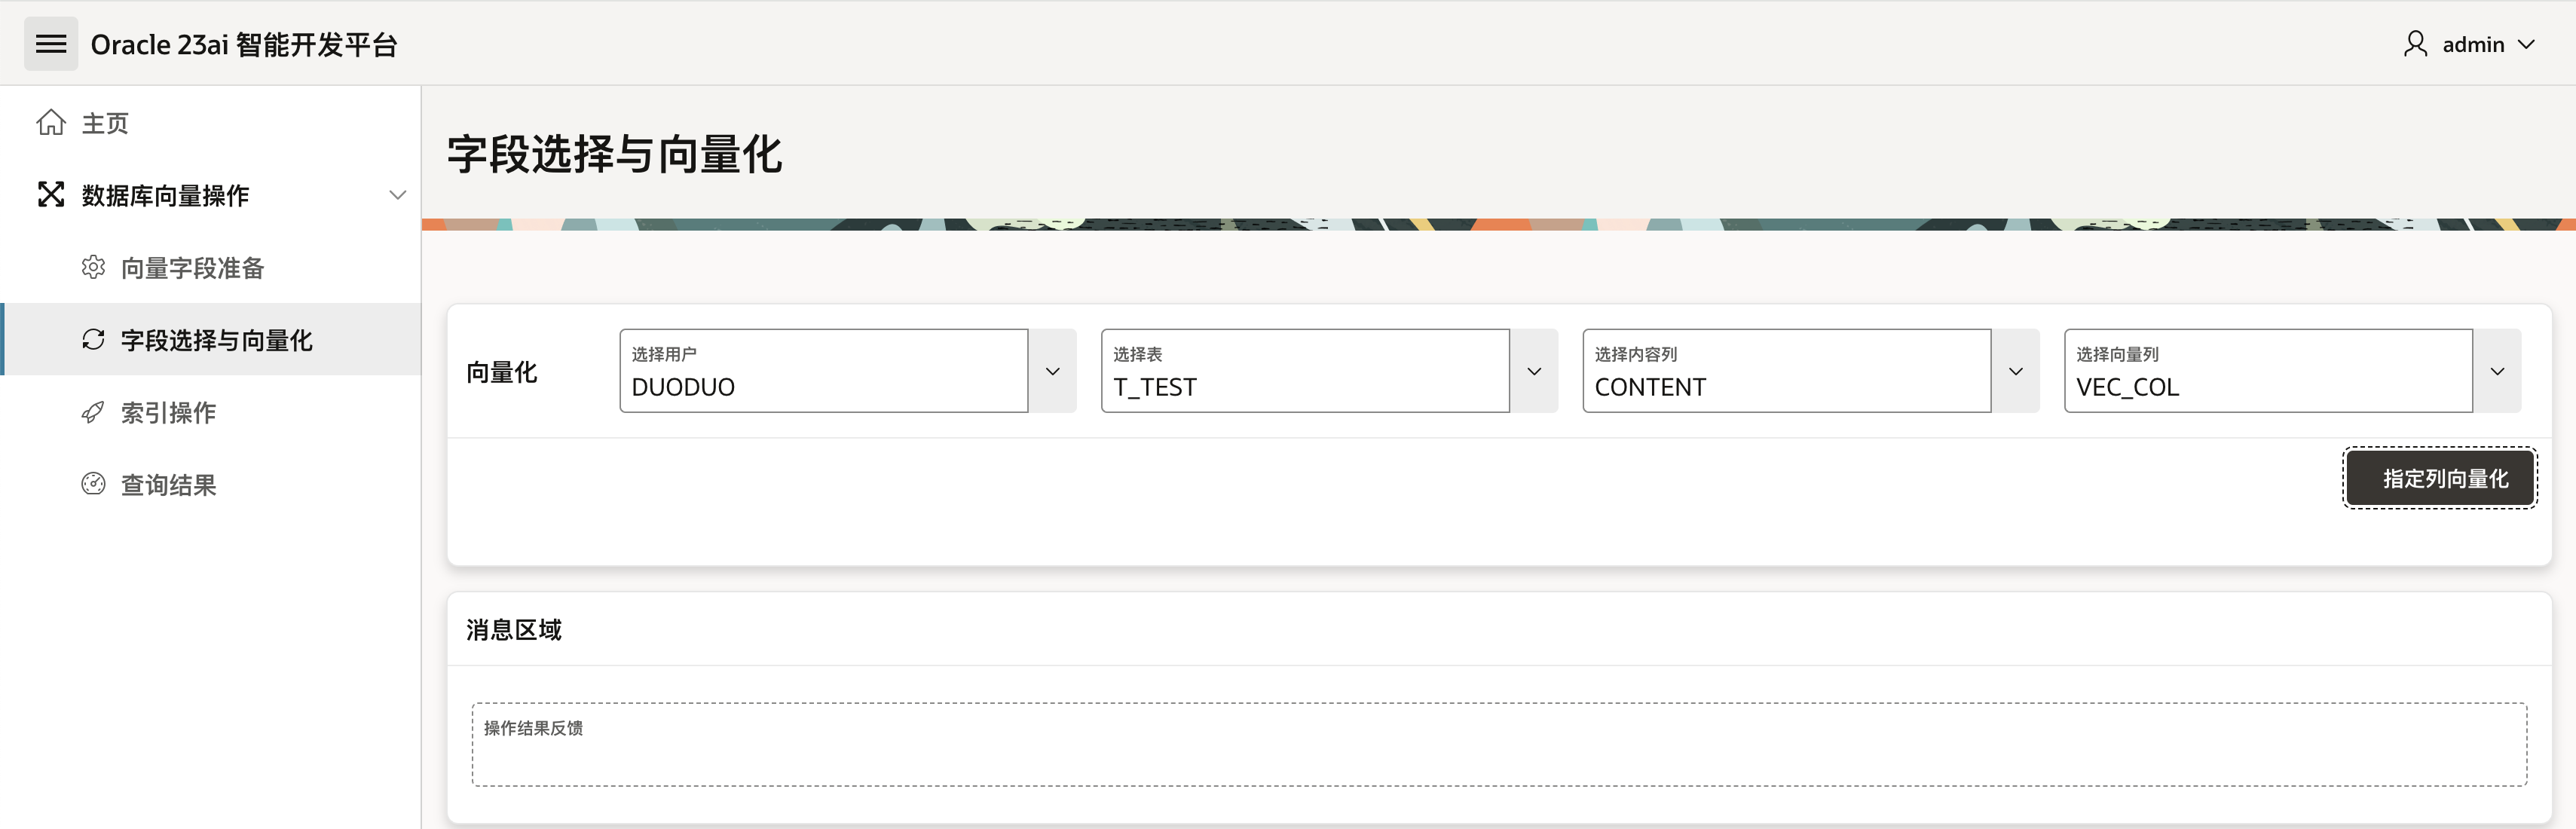 Oracle 23ai 智能开发平台
admin
主页
数据库向量操作
向量字段准备
字段选择与向量化
索引操作
查询结果
字段选择与向量化
向量化
选择用户
DUODUO
选择表
T_TEST
选择内容列
CONTENT
选择向量列
VEC_COL
指定列向量化
消息区域
操作结果反馈